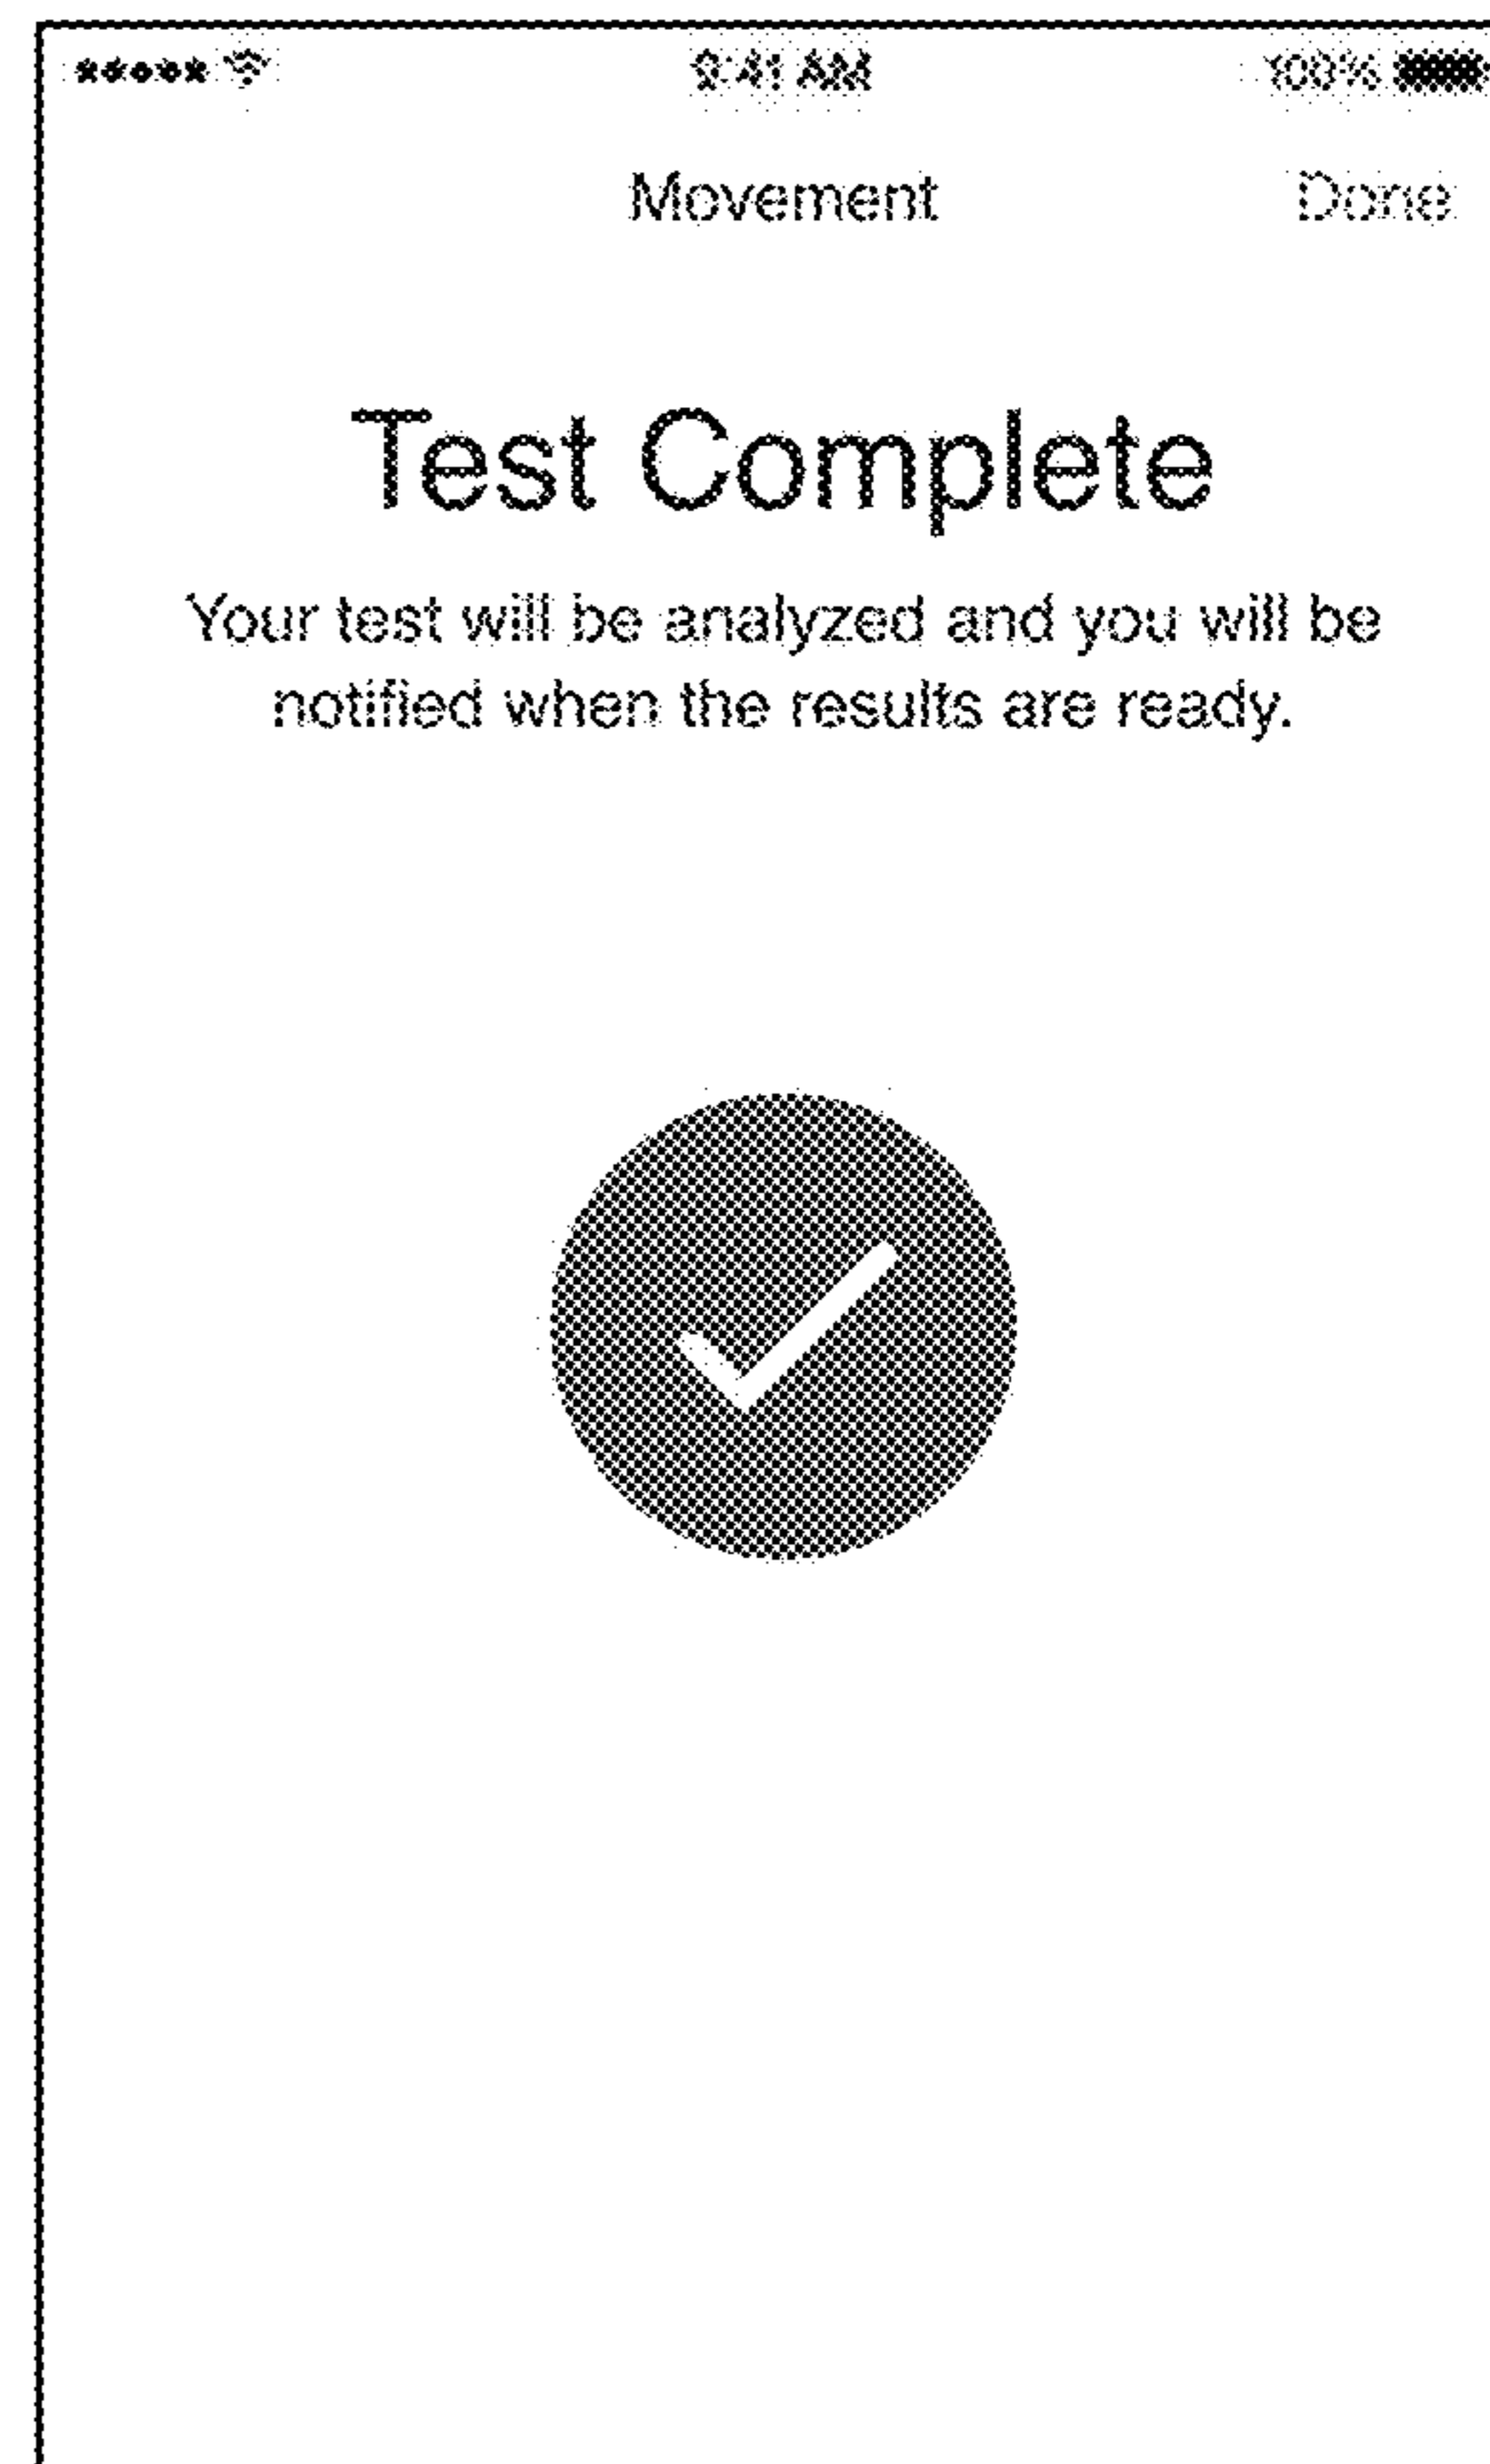 9:41 AM 100%
Movement Done
Test Complete
Your test will be analyzed and you will be
notified when the results are ready.